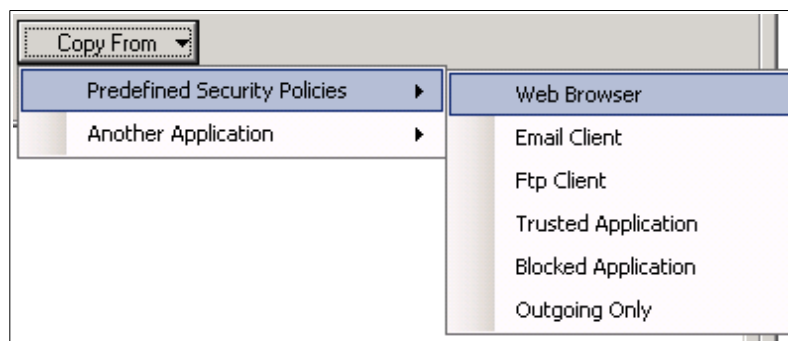 Copy From
Predefined Security Policies
Another Application
Web Browser
Email Client
Ftp Client
Trusted Application
Blocked Application
Outgoing Only